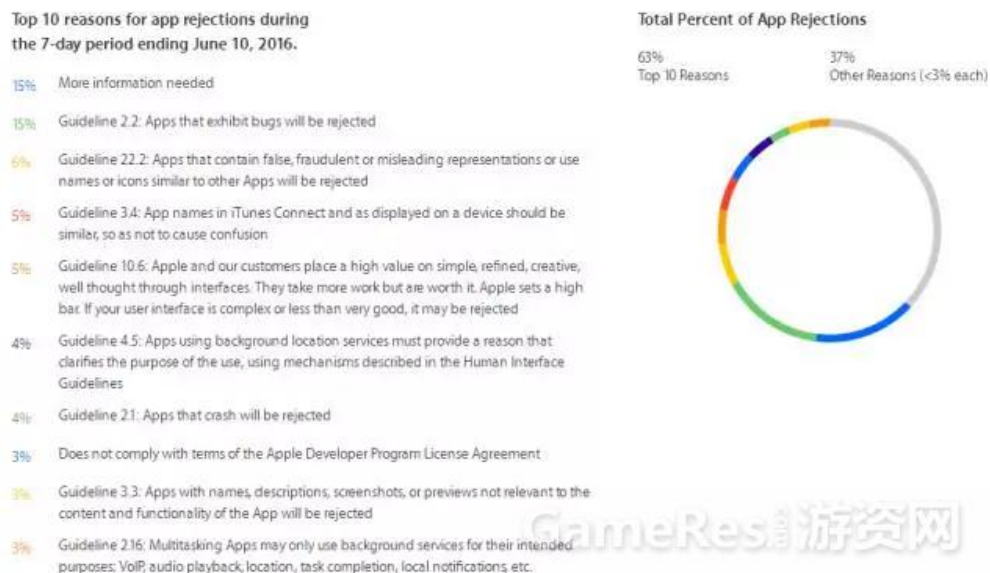 Top 10 reasons for app rejections during
the 7-day period ending June 10, 2016.
15% More information needed
15% Guideline 2.2: Apps that exhibit bugs will be rejected
6% Guideline 22.2: Apps that contain false, fraudulent or misleading representations or use
names or icons similar to other Apps will be rejected
5% Guideline 3.4: App names in iTunes Connect and as displayed on a device should be
similar, so as not to cause confusion
5% Guideline 10.6: Apple and our customers place a high value on simple, refined, creative,
well thought through interfaces. They take more work but are worth it. Apple sets a high
bar. If your user interface is complex or less than very good, it may be rejected
4% Guideline 4.5: Apps using background location services must provide a reason that
clarifies the purpose of the use, using mechanisms described in the Human Interface
Guidelines
4% Guideline 2.1: Apps that crash will be rejected
3% Does not comply with terms of the Apple Developer Program License Agreement
3% Guideline 3.3: Apps with names, descriptions, screenshots, or previews not relevant to the
content and functionality of the App will be rejected
3% Guideline 2.16: Multitasking Apps may only use background services for their intended
purposes: VoIP, audio playback, location, task completion, local notifications, etc.
Total Percent of App Rejections
63%
Top 10 Reasons
37%
Other Reasons (<3% each)
GameRes游资网